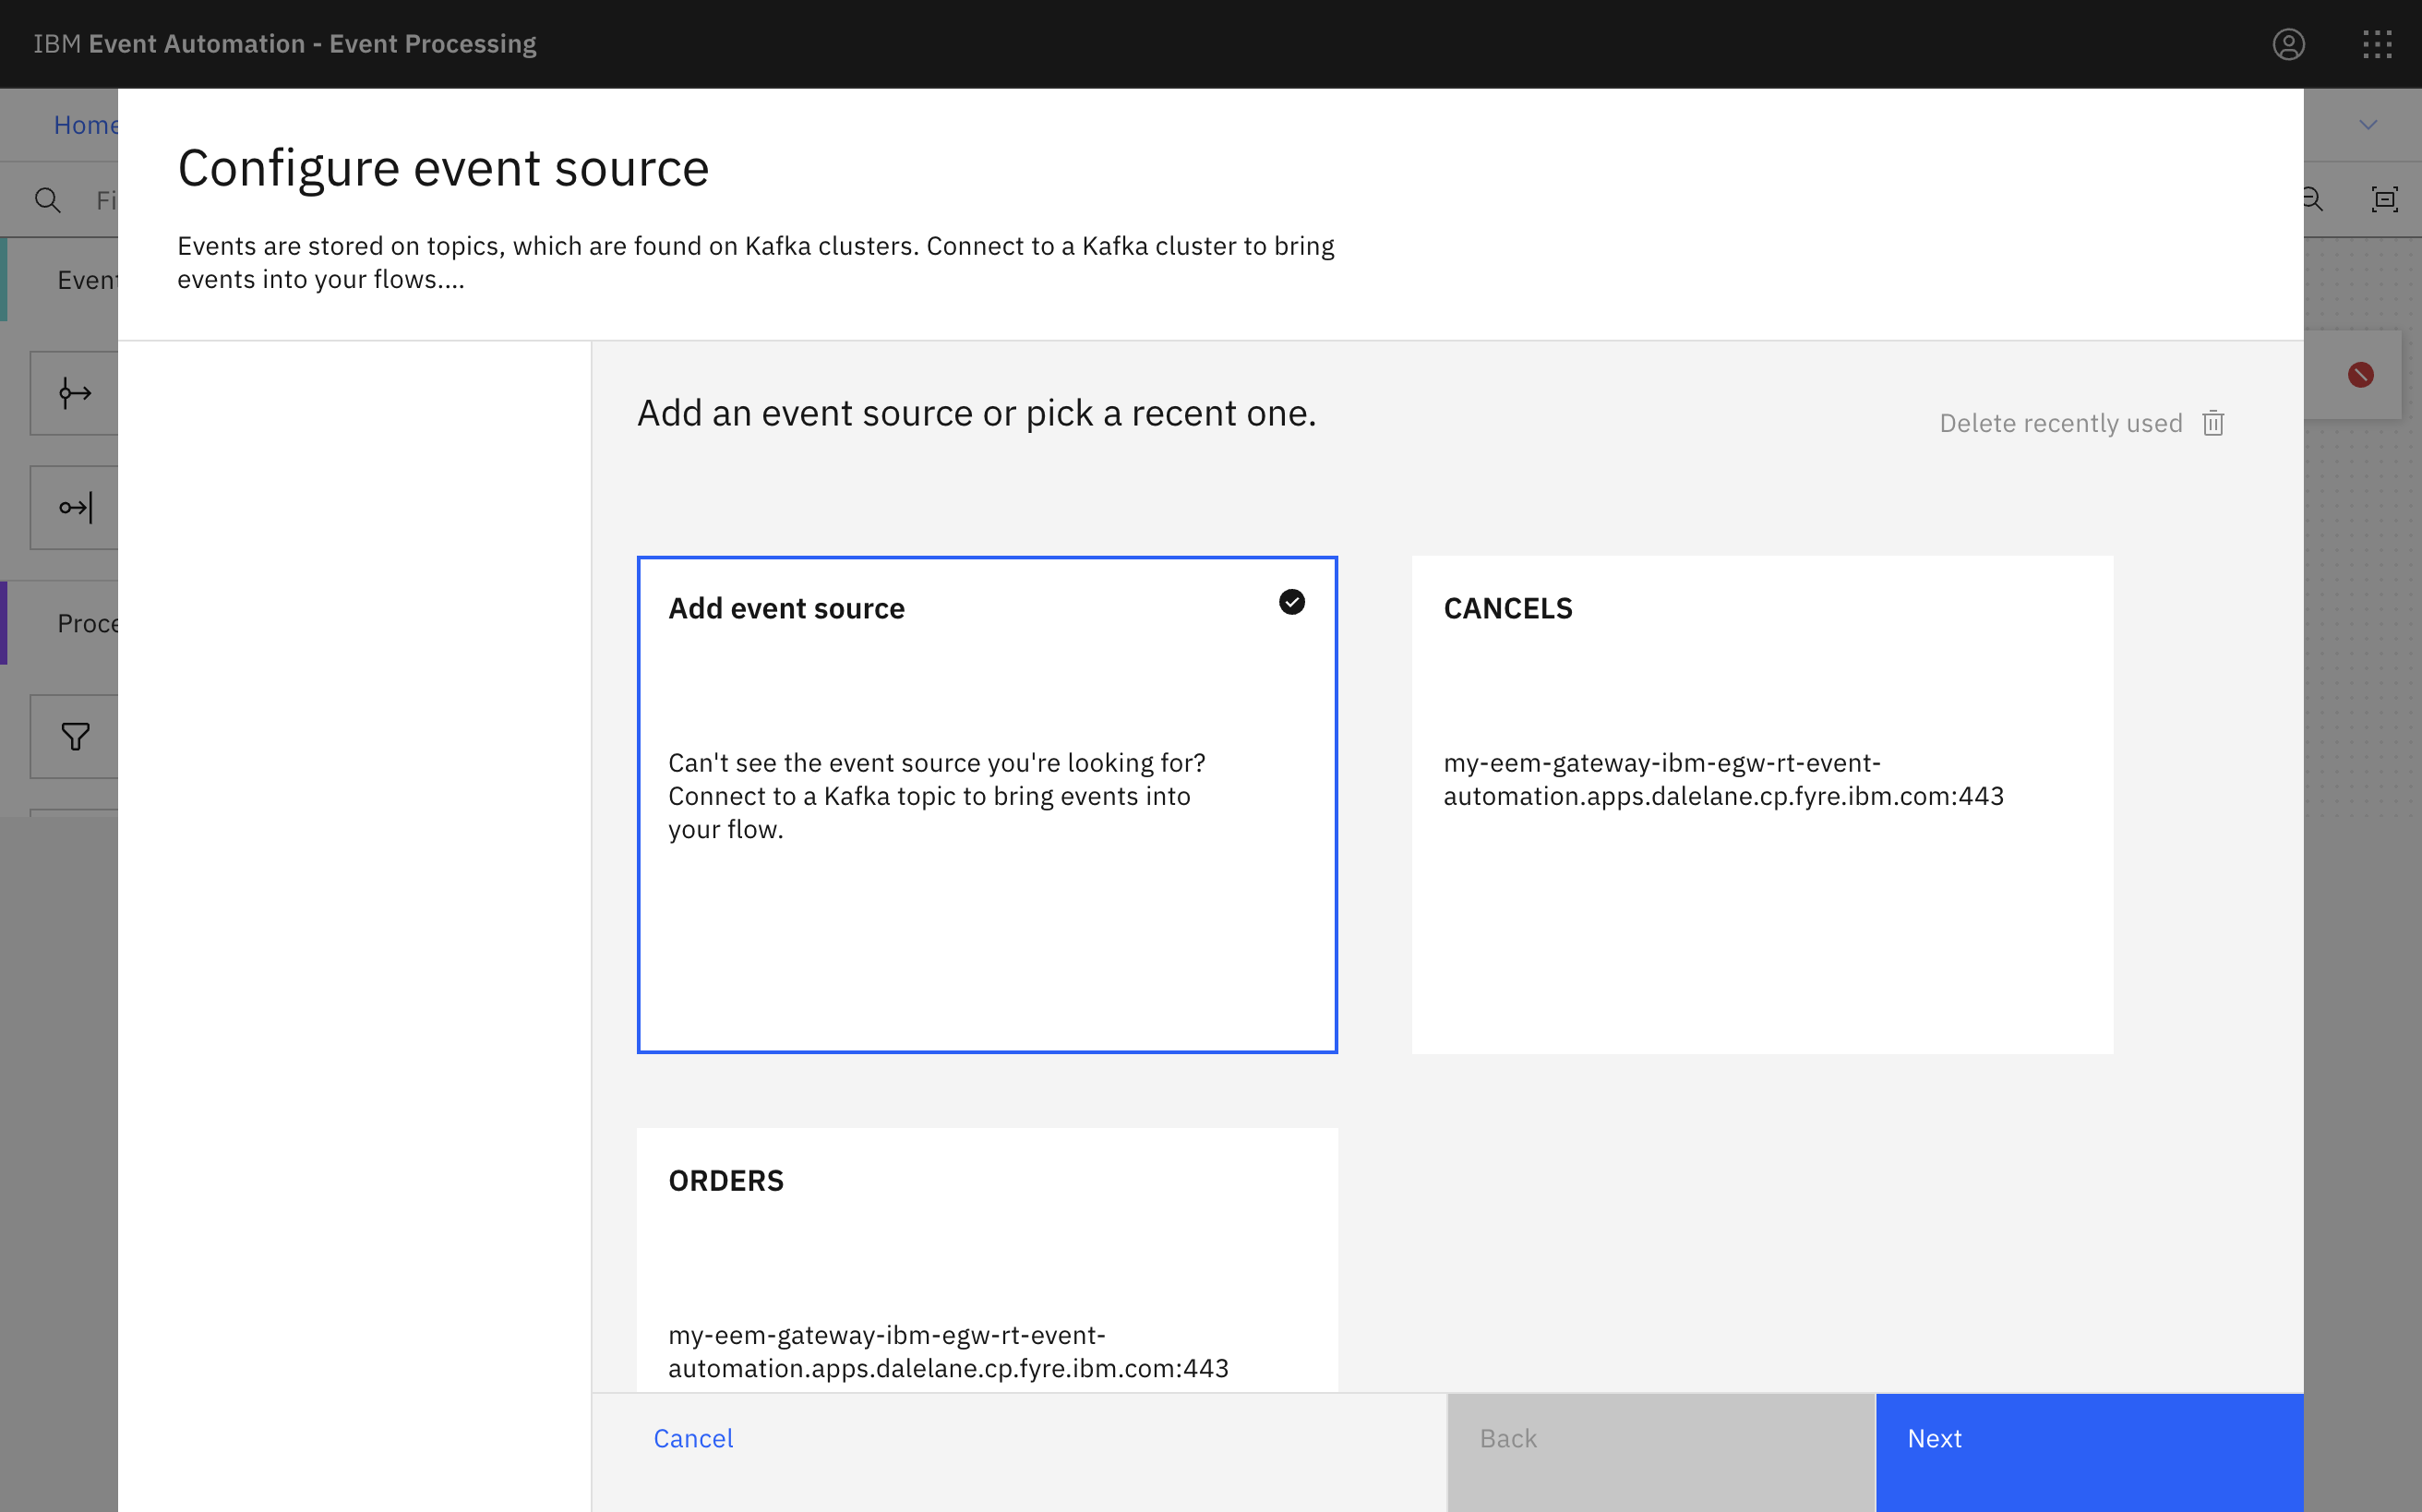 IBM Event Automation - Event Processing
Home
Configure event source
Events are stored on topics, which are found on Kafka clusters. Connect to a Kafka cluster to bring
events into your flows....
Add an event source or pick a recent one.
Delete recently used
Add event source
Can't see the event source you're looking for?
Connect to a Kafka topic to bring events into
your flow.
CANCELS
my-eem-gateway-ibm-egw-rt-event-
automation.apps.dalelane.cp.fyre.ibm.com:443
ORDERS
my-eem-gateway-ibm-egw-rt-event-
automation.apps.dalelane.cp.fyre.ibm.com:443
Cancel
Back
Next
Event